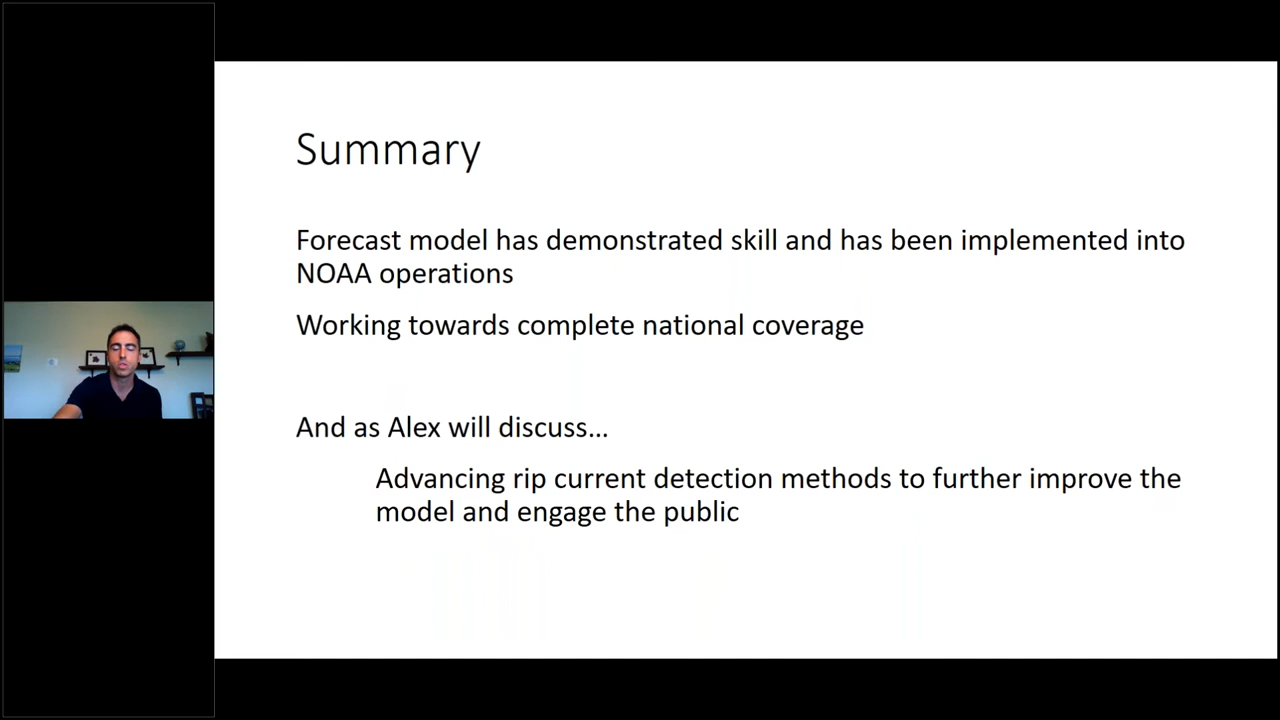 Summary
Forecast model has demonstrated skill and has been implemented into
NOAA operations
Working towards complete national coverage
And as Alex will discuss...
Advancing rip current detection methods to further improve the
model and engage the public